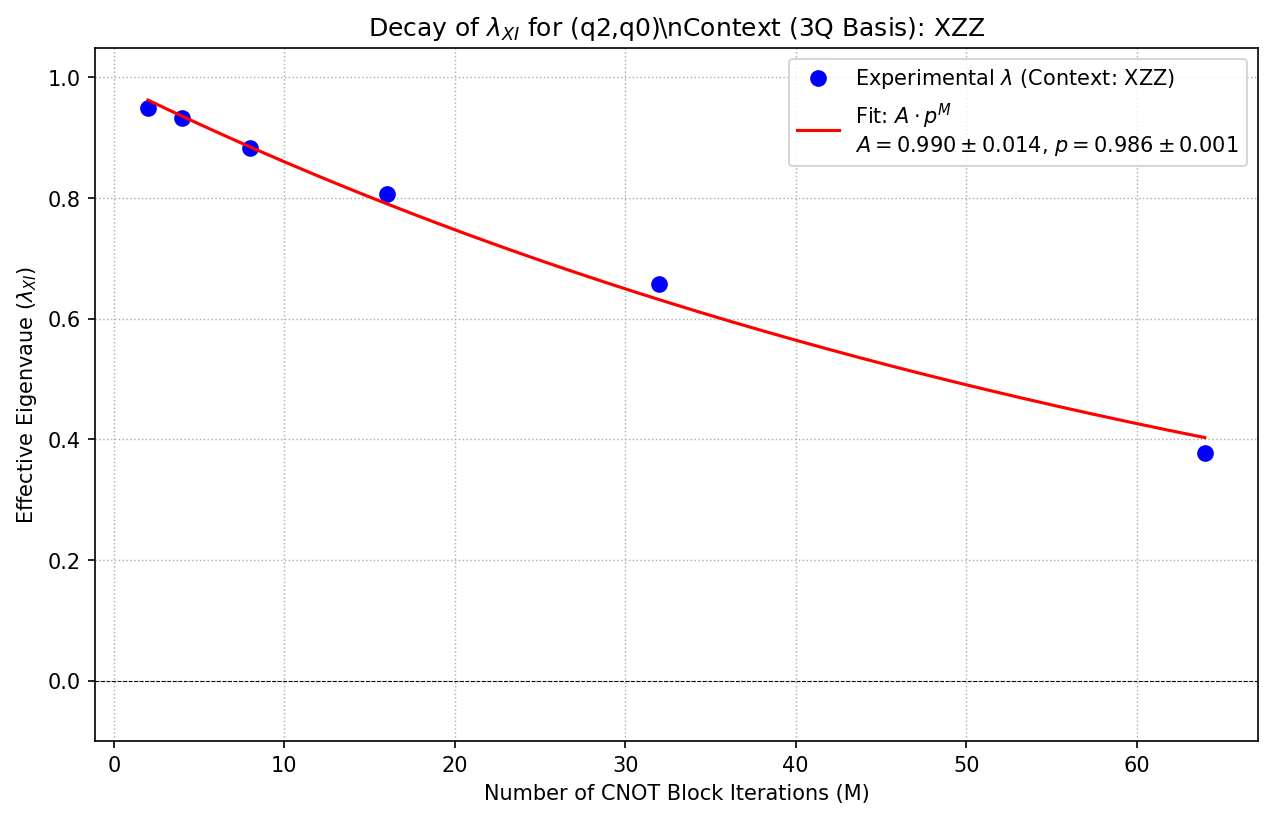 Decay of λ_XI for (q2,q0)\nContext (3Q Basis): XZZ
Experimental λ (Context: XZZ)
Fit: A · p^M
A = 0.990 ± 0.014, p = 0.986 ± 0.001
Effective Eigenvaue (λ_XI)
1.0
0.8
0.6
0.4
0.2
0.0
0 10 20 30 40 50 60
Number of CNOT Block Iterations (M)